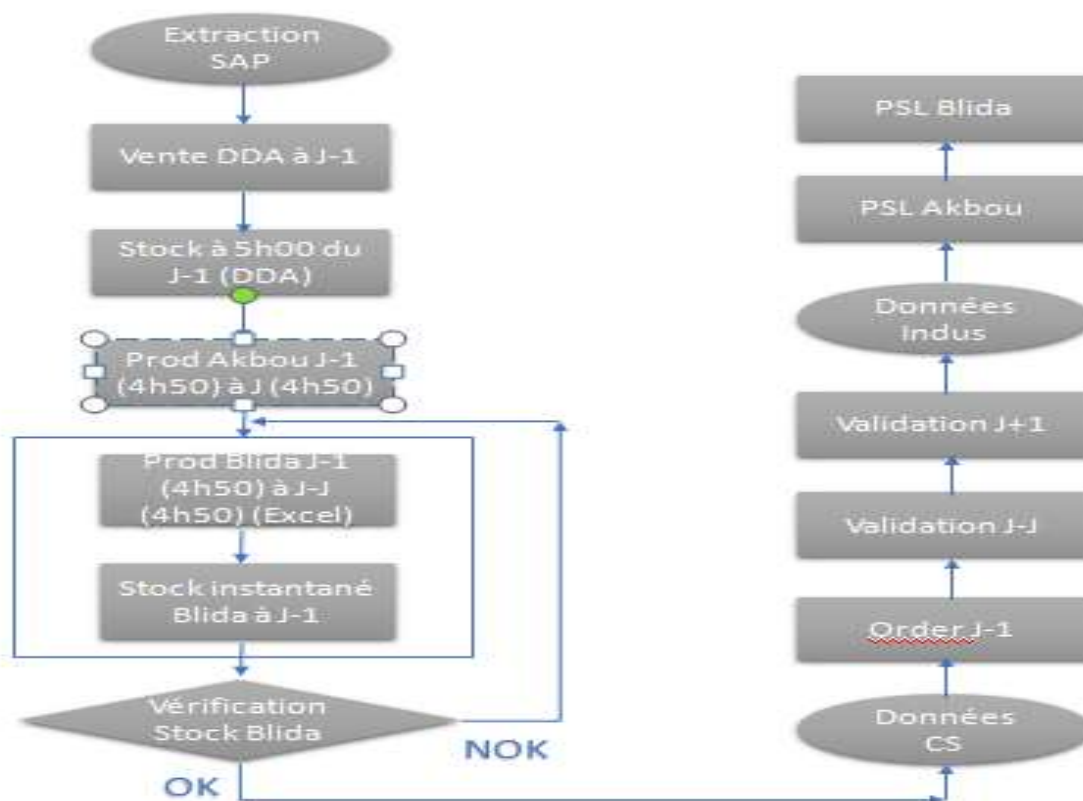 Extraction
SAP
Vente DDA à J-1
Stock à 5h00 du
J-1 (DDA)
Prod Akbou J-1
(4h50) à J (4h50)
Prod Blida J-1
(4h50) à J-J
(4h50) (Excel)
Stock instantané
Blida à J-1
Vérification
Stock Blida
NOK
OK
Données
CS
Order J-1
Validation J-J
Validation J+1
Données
Indus
PSL Akbou
PSL Blida